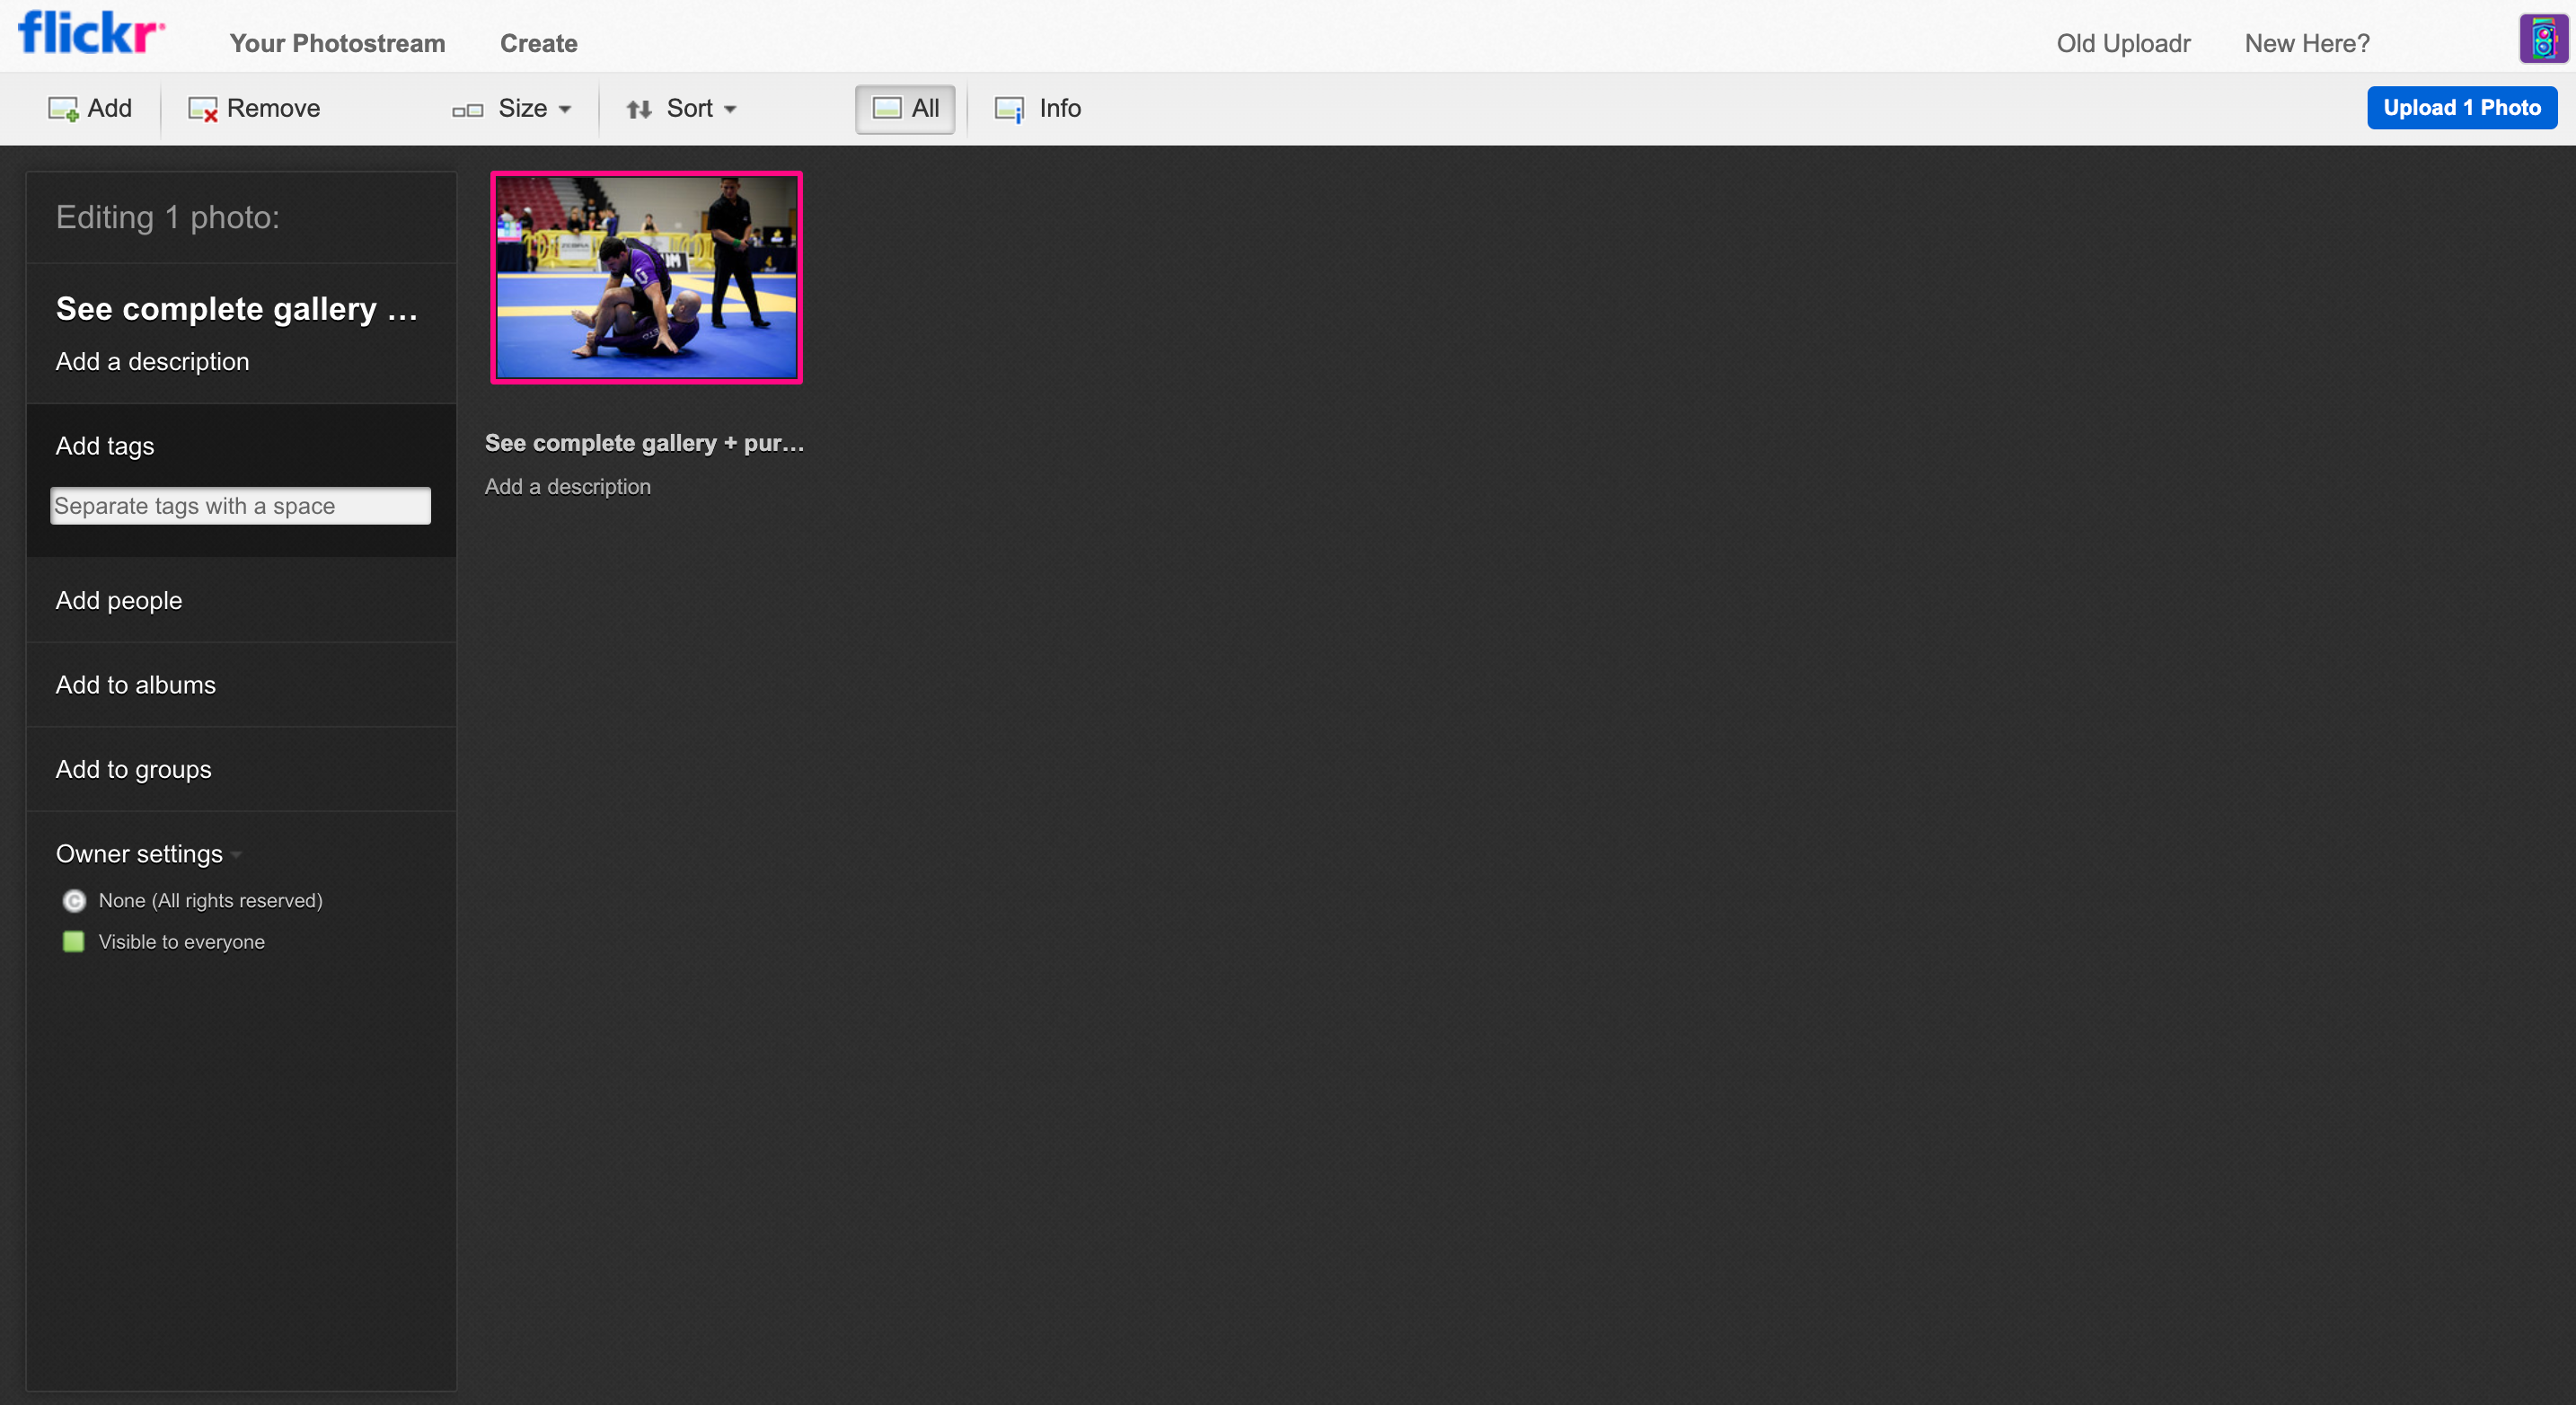 flickr
Your Photostream
Create
Old Uploadr
New Here?
Add
Remove
Size
Sort
All
Info
Upload 1 Photo
Editing 1 photo:
See complete gallery ...
Add a description
Add tags
Separate tags with a space
Add people
Add to albums
Add to groups
Owner settings
None (All rights reserved)
Visible to everyone
ZEBRA
See complete gallery + pur...
Add a description